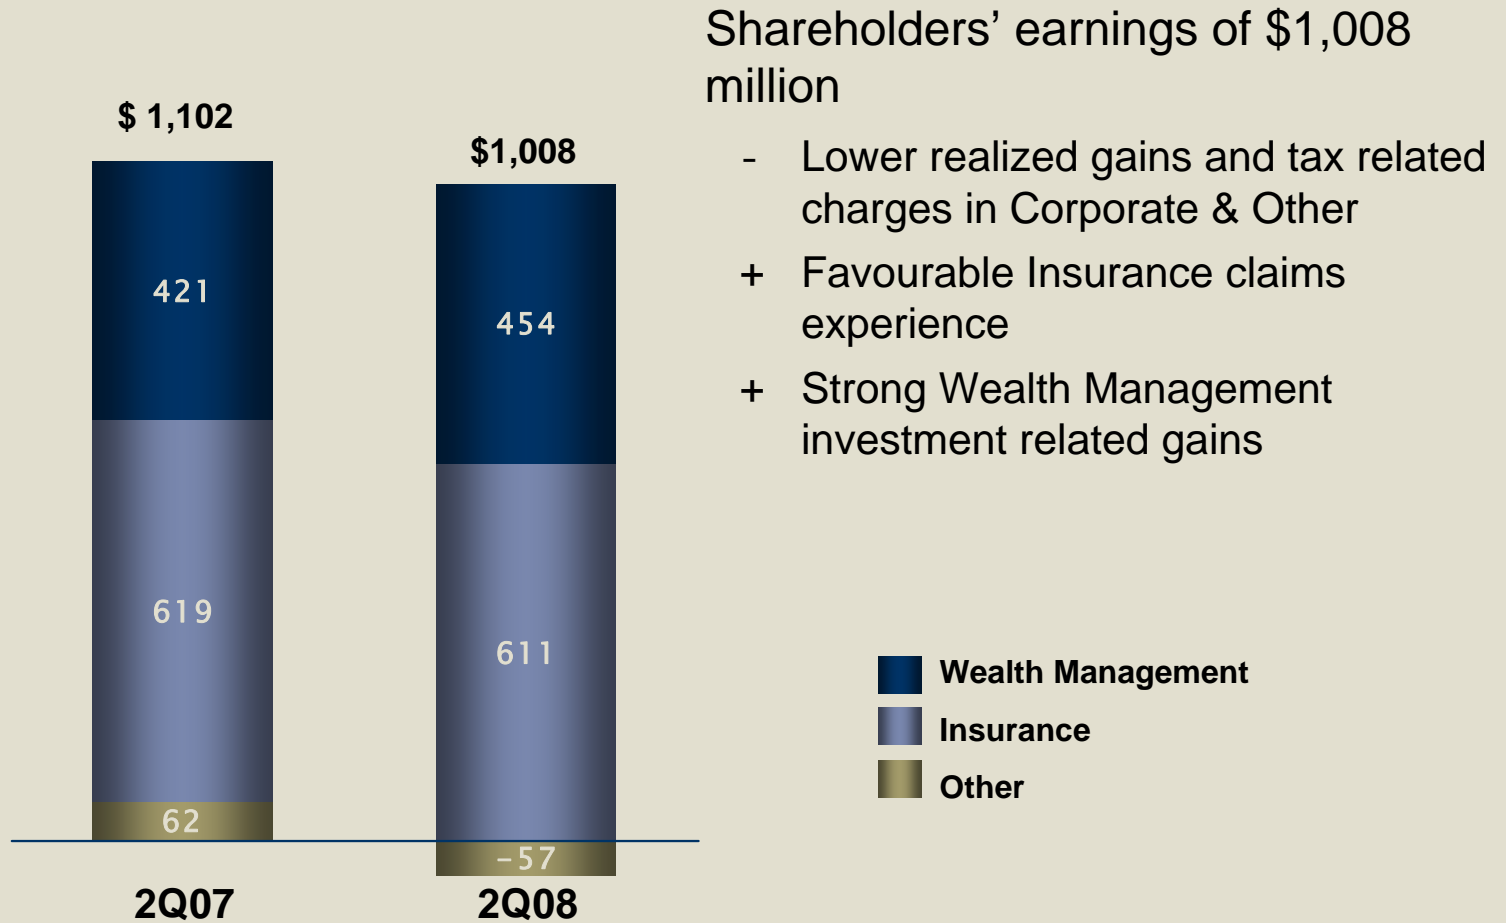 Shareholders’ earnings of $1,008
million
- Lower realized gains and tax related
charges in Corporate & Other
+ Favourable Insurance claims
experience
+ Strong Wealth Management
investment related gains
$ 1,102
421
619
62
2Q07
$1,008
454
611
-57
2Q08
Wealth Management
Insurance
Other